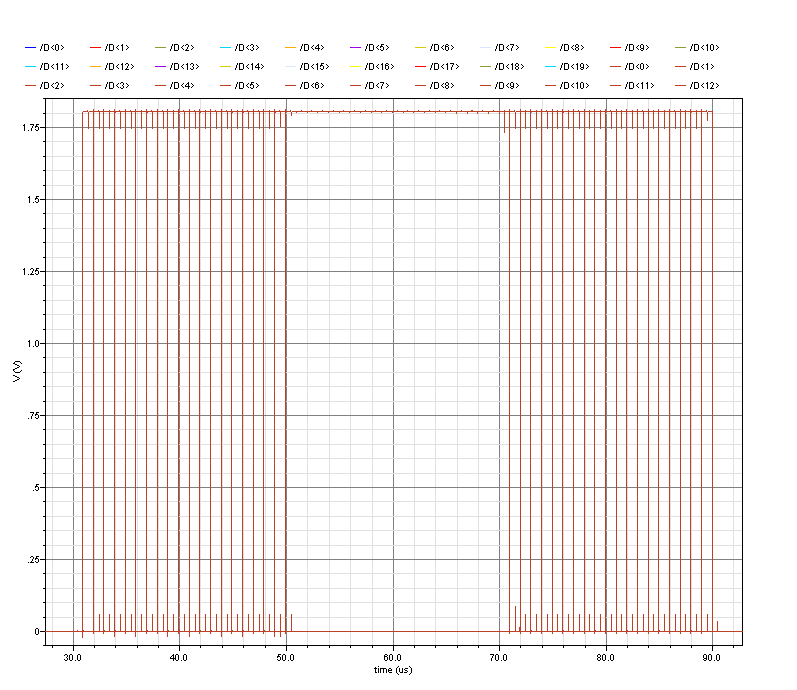 /D<0> /D<1> /D<2> /D<3> /D<4> /D<5> /D<6> /D<7> /D<8> /D<9> /D<10>
/D<11> /D<12> /D<13> /D<14> /D<15> /D<16> /D<17> /D<18> /D<19> /D<0> /D<1>
/D<2> /D<3> /D<4> /D<5> /D<6> /D<7> /D<8> /D<9> /D<10> /D<11> /D<12>
1.75
1.5
1.25
1.0
V (V)
.75
.5
.25
0
30.0 40.0 50.0 60.0 70.0 80.0 90.0
time (us)